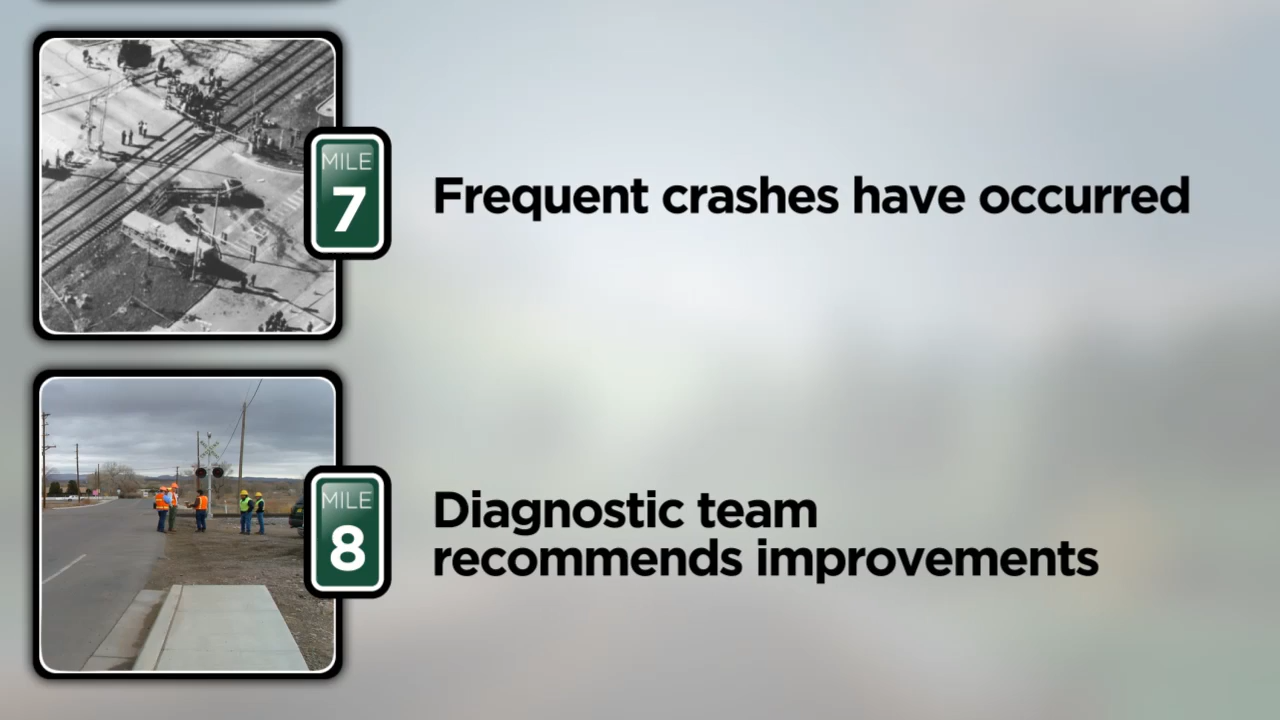 MILE
7
Frequent crashes have occurred
MILE
8
Diagnostic team
recommends improvements